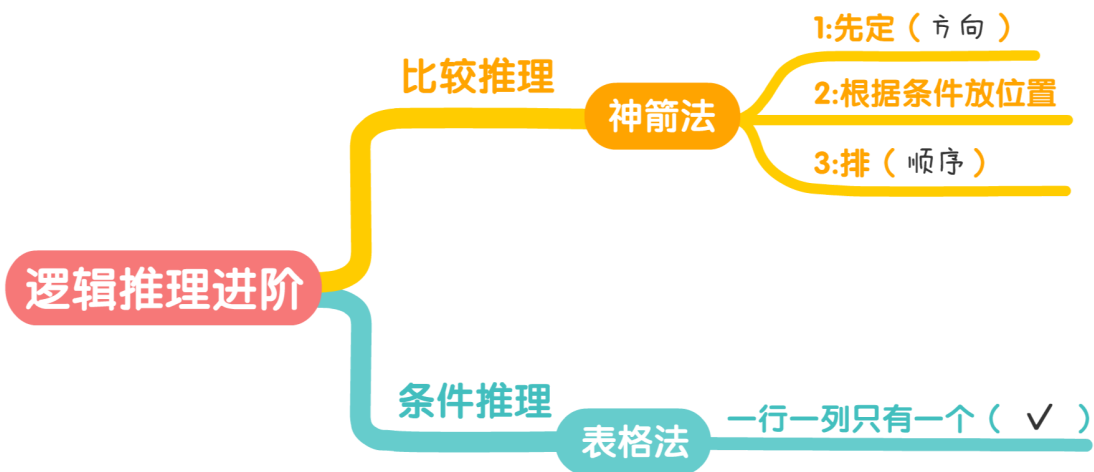 1:先定（方向）
比较推理
2:根据条件放位置
神箭法
3:排（顺序）
逻辑推理进阶
条件推理
一行一列只有一个（✓）
表格法